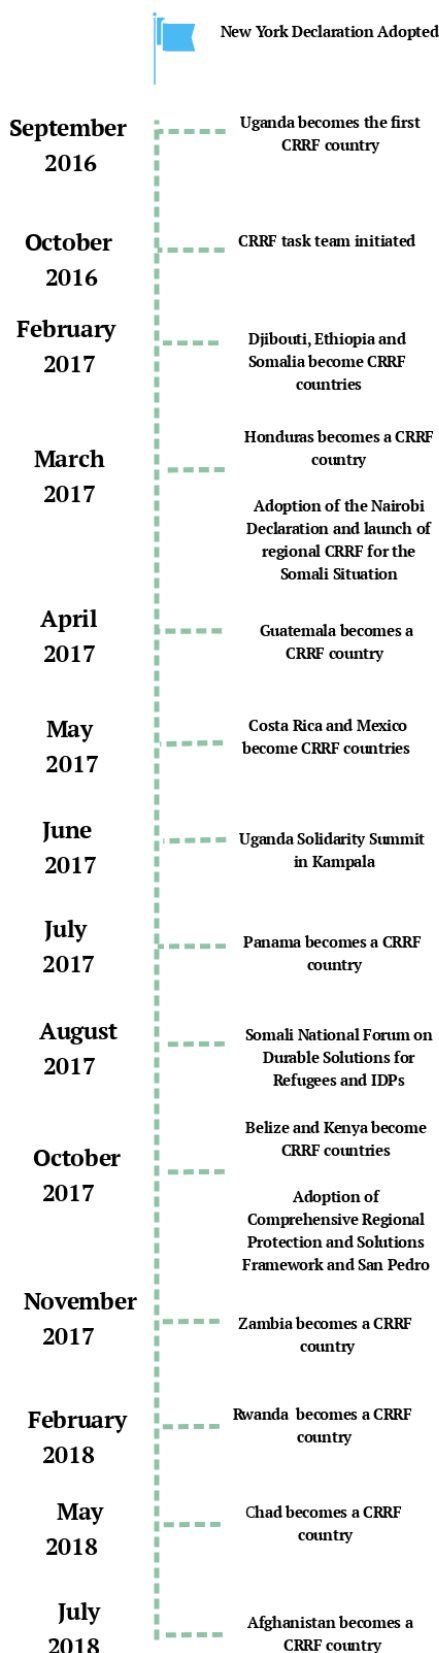 New York Declaration Adopted
September
2016
Uganda becomes the first
CRRF country
October
2016
CRRF task team initiated
February
2017
Djibouti, Ethiopia and
Somalia become CRRF
countries
March
2017
Honduras becomes a CRRF
country
Adoption of the Nairobi
Declaration and launch of
regional CRRF for the
Somali Situation
April
2017
Guatemala becomes a
CRRF country
May
2017
Costa Rica and Mexico
become CRRF countries
June
2017
Uganda Solidarity Summit
in Kampala
July
2017
Panama becomes a CRRF
country
August
2017
Somali National Forum on
Durable Solutions for
Refugees and IDPs
October
2017
Belize and Kenya become
CRRF countries
Adoption of
Comprehensive Regional
Protection and Solutions
Framework and San Pedro
November
2017
Zambia becomes a CRRF
country
February
2018
Rwanda becomes a CRRF
country
May
2018
Chad becomes a CRRF
country
July
2018
Afghanistan becomes a
CRRF country